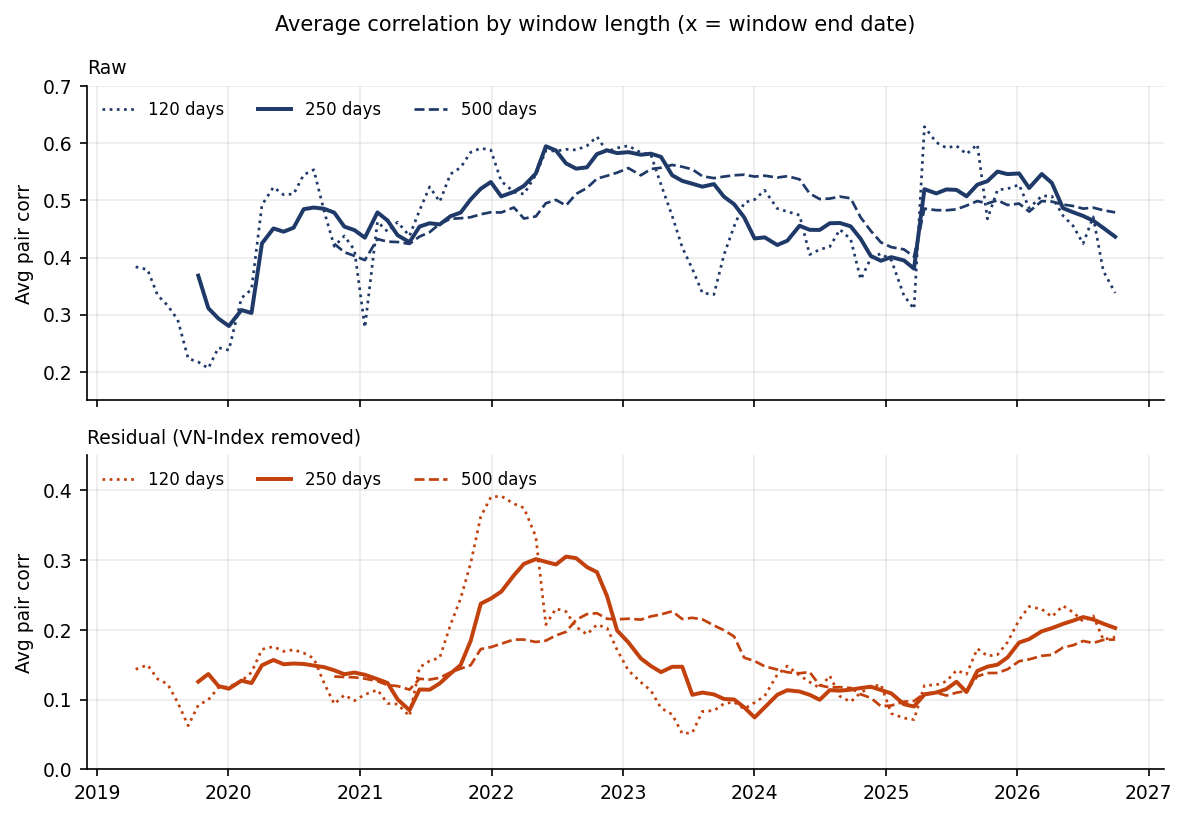 Average correlation by window length (x = window end date)
Raw
120 days 250 days 500 days
Avg pair corr
0.7
0.6
0.5
0.4
0.3
0.2
Residual (VN-Index removed)
120 days 250 days 500 days
Avg pair corr
0.4
0.3
0.2
0.1
0.0
2019 2020 2021 2022 2023 2024 2025 2026 2027